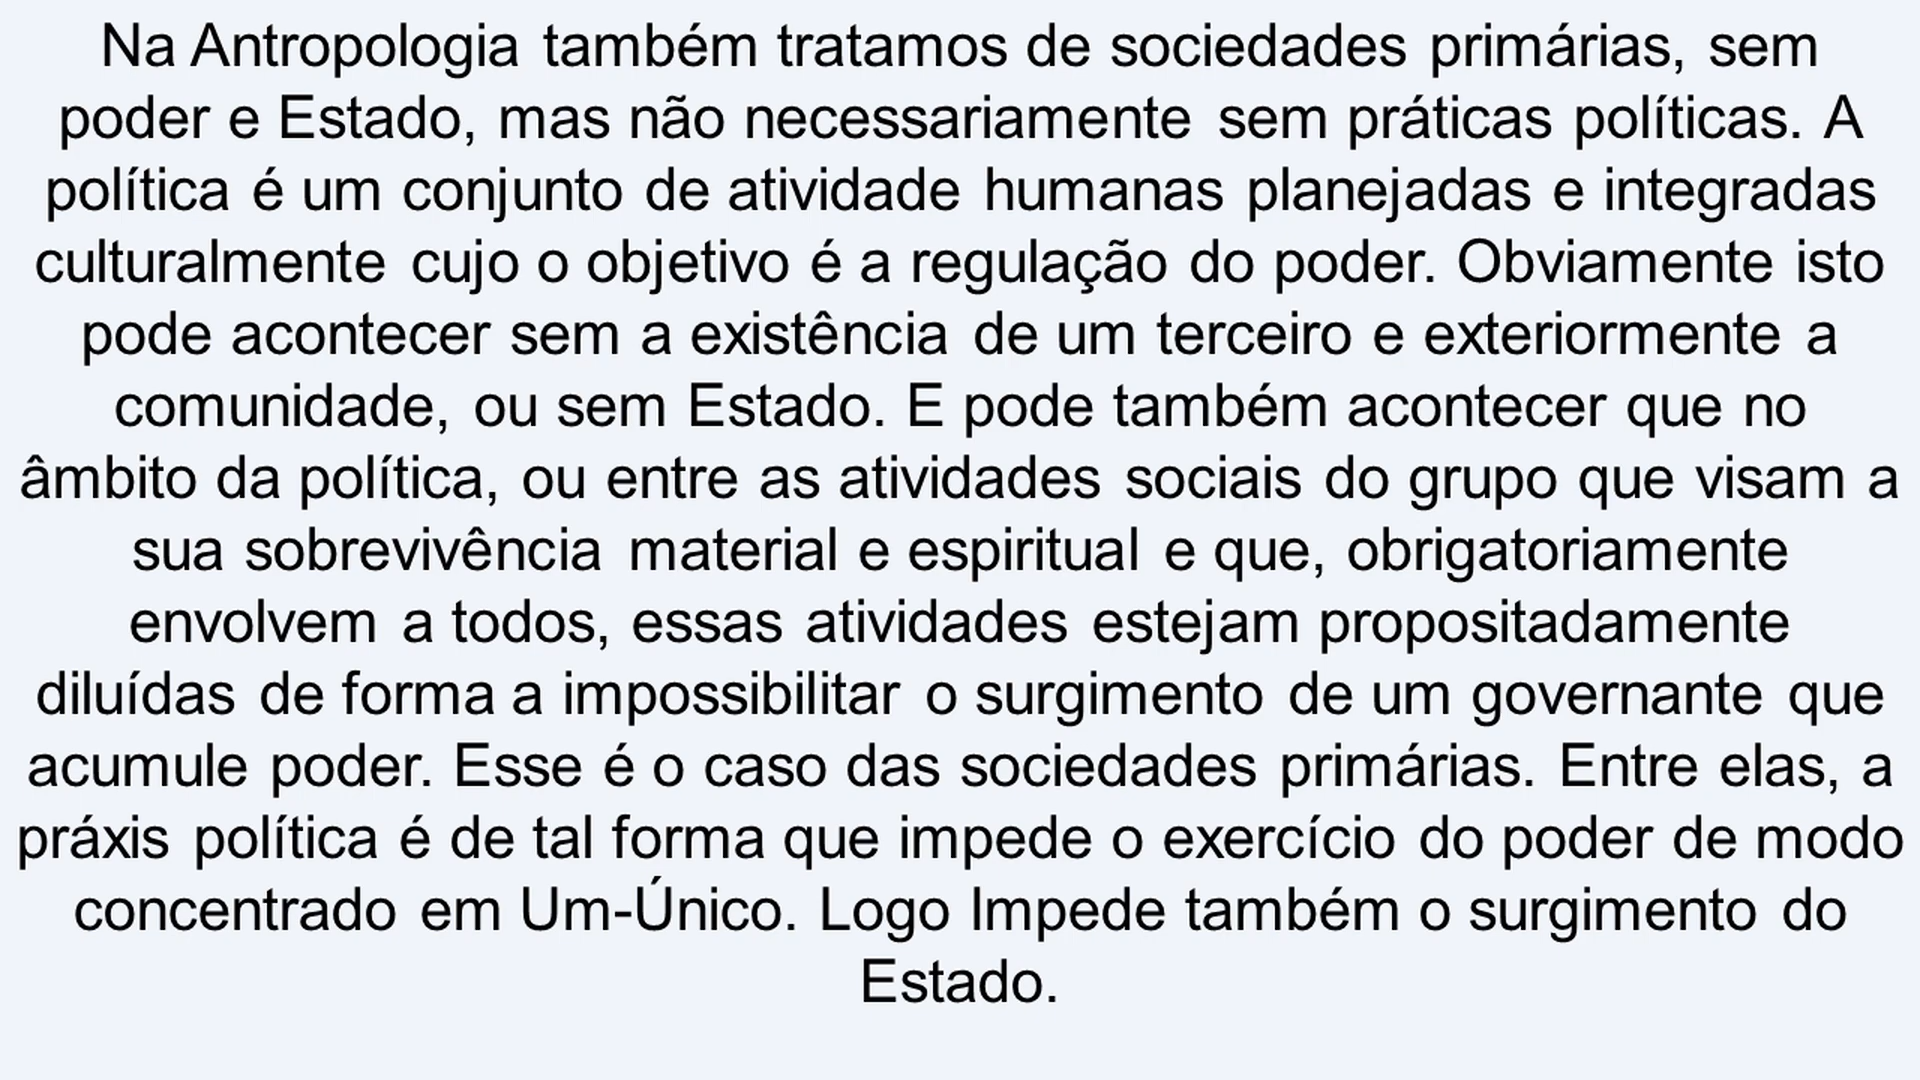 Na Antropologia também tratamos de sociedades primárias, sem
poder e Estado, mas não necessariamente sem práticas políticas. A
política é um conjunto de atividade humanas planejadas e integradas
culturalmente cujo o objetivo é a regulação do poder. Obviamente isto
pode acontecer sem a existência de um terceiro e exteriormente a
comunidade, ou sem Estado. E pode também acontecer que no
âmbito da política, ou entre as atividades sociais do grupo que visam a
sua sobrevivência material e espiritual e que, obrigatoriamente
envolvem a todos, essas atividades estejam propositadamente
diluídas de forma a impossibilitar o surgimento de um governante que
acumule poder. Esse é o caso das sociedades primárias. Entre elas, a
práxis política é de tal forma que impede o exercício do poder de modo
concentrado em Um-Único. Logo Impede também o surgimento do
Estado.